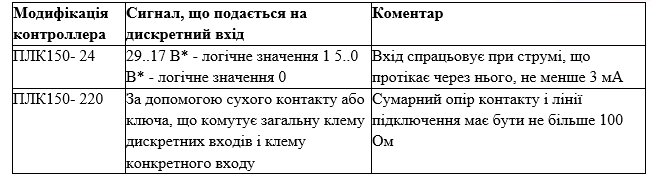 Модифікація контроллера | Сигнал, що подається на дискретний вхід | Коментар
ПЛК150- 24 | 29..17 В* - логічне значення 1 5..0 В* - логічне значення 0 | Вхід спрацьовує при струмі, що протікає через нього, не менше 3 мА
ПЛК150- 220 | За допомогою сухого контакту або ключа, що комутує загальну клему дискретних входів і клему конкретного входу | Сумарний опір контакту і лінії підключення має бути не більше 100 Ом